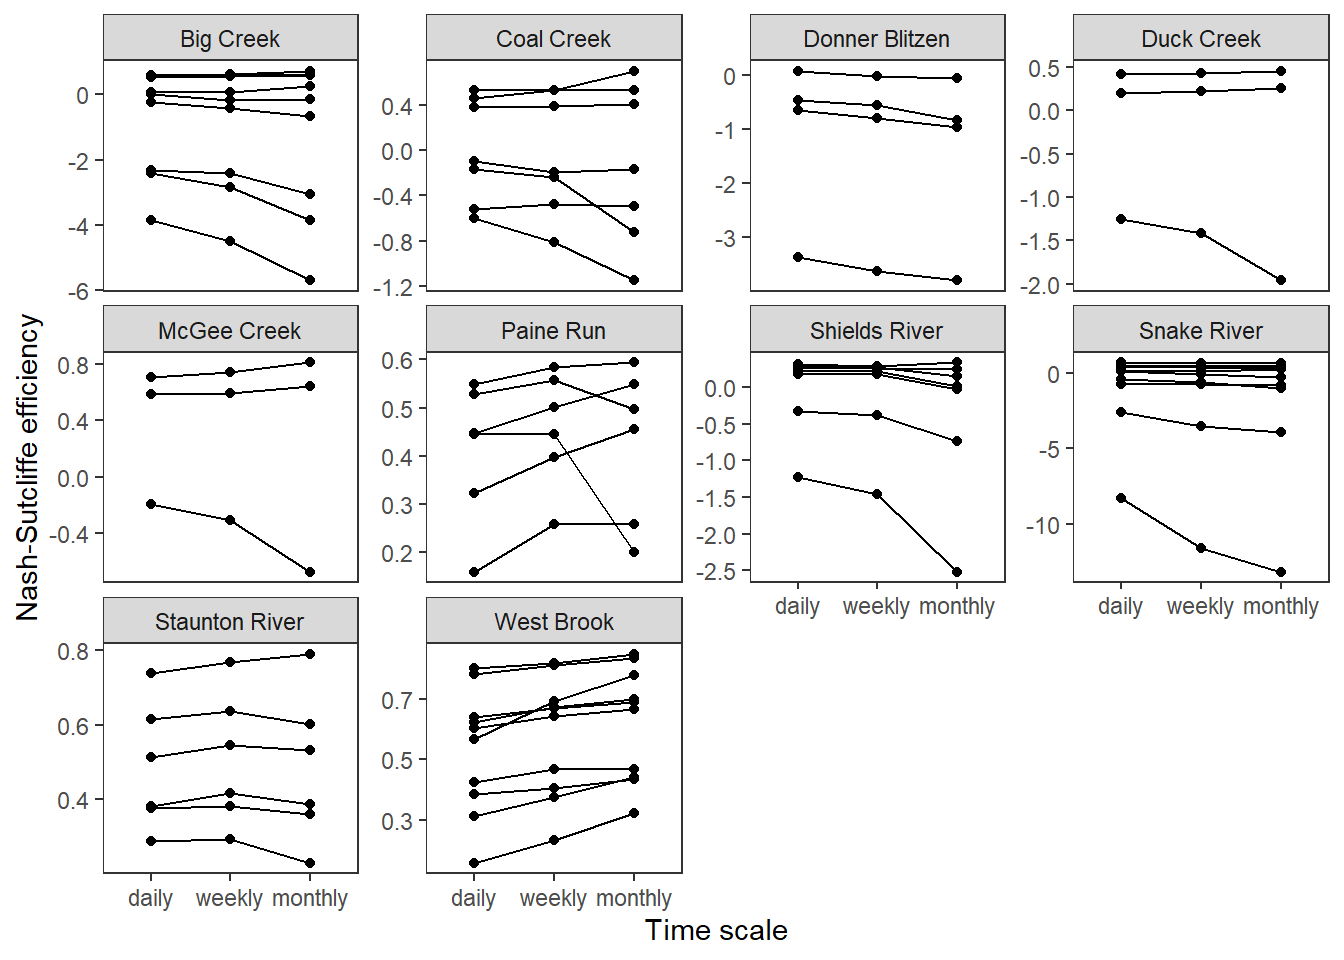 Big Creek
Coal Creek
Donner Blitzen
Duck Creek
0
-2
-4
-6
0.4
0.0
-0.4
-0.8
-1.2
0
-1
-2
-3
0.5
0.0
-0.5
-1.0
-1.5
-2.0
McGee Creek
Paine Run
Shields River
Snake River
0.8
0.4
0.0
-0.4
0.6
0.5
0.4
0.3
0.2
0.0
-0.5
-1.0
-1.5
-2.0
-2.5
0
-5
-10
daily weekly monthly
daily weekly monthly
Staunton River
West Brook
0.8
0.6
0.4
0.7
0.5
0.3
daily weekly monthly
daily weekly monthly
Time scale
Nash-Sutcliffe efficiency